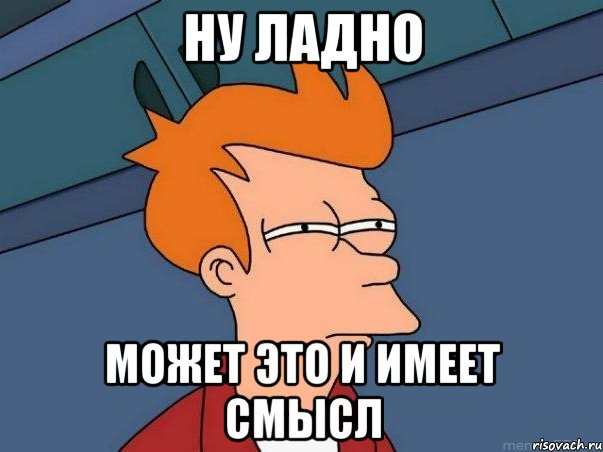 НУ ЛАДНО
МОЖЕТ ЭТО И ИМЕЕТ
СМЫСЛ
risovach.ru